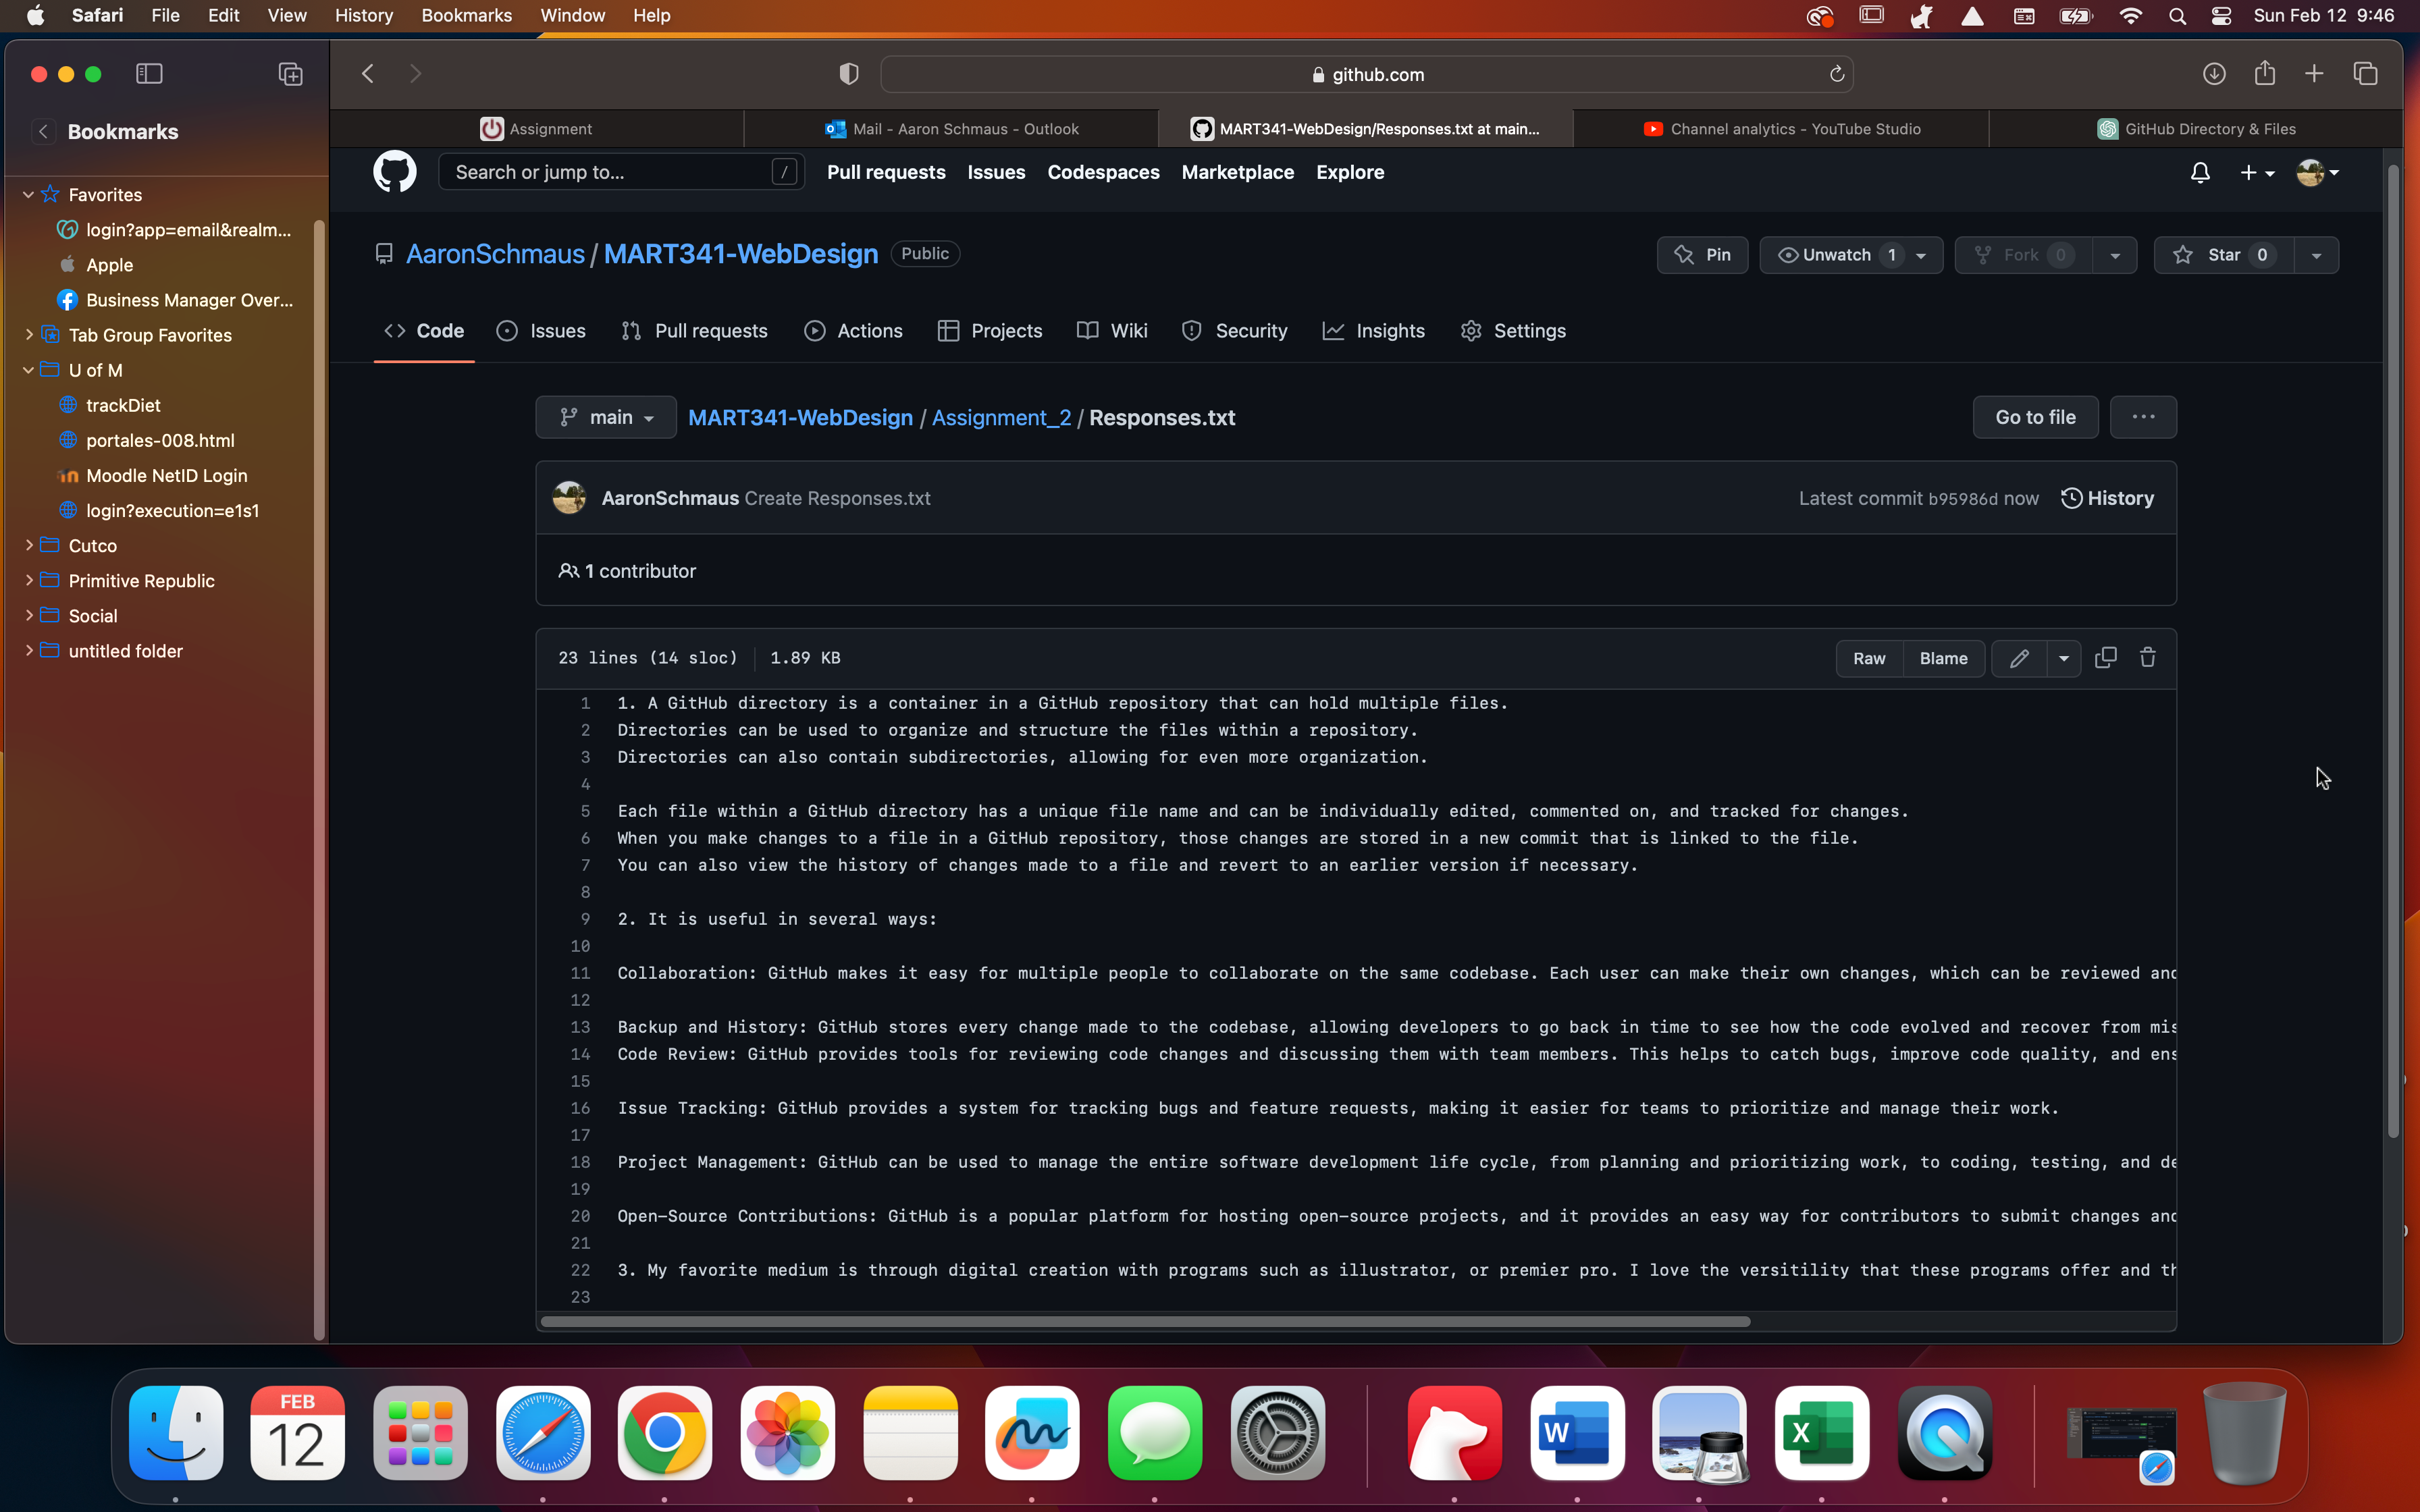 Safari File Edit View History Bookmarks Window Help Sun Feb 12 9:46
github.com
Bookmarks
Assignment Mail - Aaron Schmaus - Outlook MART341-WebDesign/Responses.txt at main... Channel analytics - YouTube Studio GitHub Directory & Files
Favorites
login?app=email&realm...
Apple
Business Manager Over...
Tab Group Favorites
U of M
trackDiet
portales-008.html
Moodle NetID Login
login?execution=e1s1
Cutco
Primitive Republic
Social
untitled folder
Search or jump to... / Pull requests Issues Codespaces Marketplace Explore
AaronSchmaus / MART341-WebDesign Public Pin Unwatch 1 Fork 0 Star 0
Code Issues Pull requests Actions Projects Wiki Security Insights Settings
main MART341-WebDesign / Assignment_2 / Responses.txt Go to file ...
AaronSchmaus Create Responses.txt Latest commit b95986d now History
1 contributor
23 lines (14 sloc) 1.89 KB Raw Blame
1 1. A GitHub directory is a container in a GitHub repository that can hold multiple files.
2 Directories can be used to organize and structure the files within a repository.
3 Directories can also contain subdirectories, allowing for even more organization.
4
5 Each file within a GitHub directory has a unique file name and can be individually edited, commented on, and tracked for changes.
6 When you make changes to a file in a GitHub repository, those changes are stored in a new commit that is linked to the file.
7 You can also view the history of changes made to a file and revert to an earlier version if necessary.
8
9 2. It is useful in several ways:
10
11 Collaboration: GitHub makes it easy for multiple people to collaborate on the same codebase. Each user can make their own changes, which can be reviewed and
12
13 Backup and History: GitHub stores every change made to the codebase, allowing developers to go back in time to see how the code evolved and recover from mis
14 Code Review: GitHub provides tools for reviewing code changes and discussing them with team members. This helps to catch bugs, improve code quality, and ens
15
16 Issue Tracking: GitHub provides a system for tracking bugs and feature requests, making it easier for teams to prioritize and manage their work.
17
18 Project Management: GitHub can be used to manage the entire software development life cycle, from planning and prioritizing work, to coding, testing, and de
19
20 Open-Source Contributions: GitHub is a popular platform for hosting open-source projects, and it provides an easy way for contributors to submit changes and
21
22 3. My favorite medium is through digital creation with programs such as illustrator, or premier pro. I love the versitility that these programs offer and th
23
FEB
12
W
X